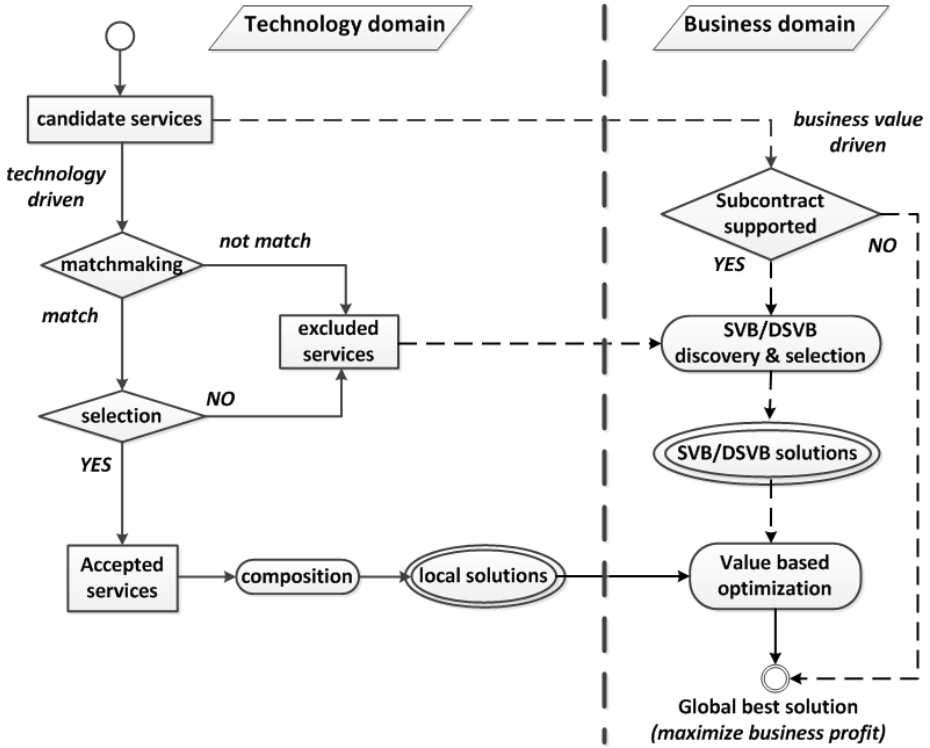 Technology domain
Business domain
candidate services
business value
driven
technology
driven
Subcontract
supported
not match
NO
matchmaking
YES
match
excluded
services
SVB/DSVB
discovery & selection
NO
selection
YES
SVB/DSVB solutions
Accepted
services
composition
local solutions
Value based
optimization
Global best solution
(maximize business profit)